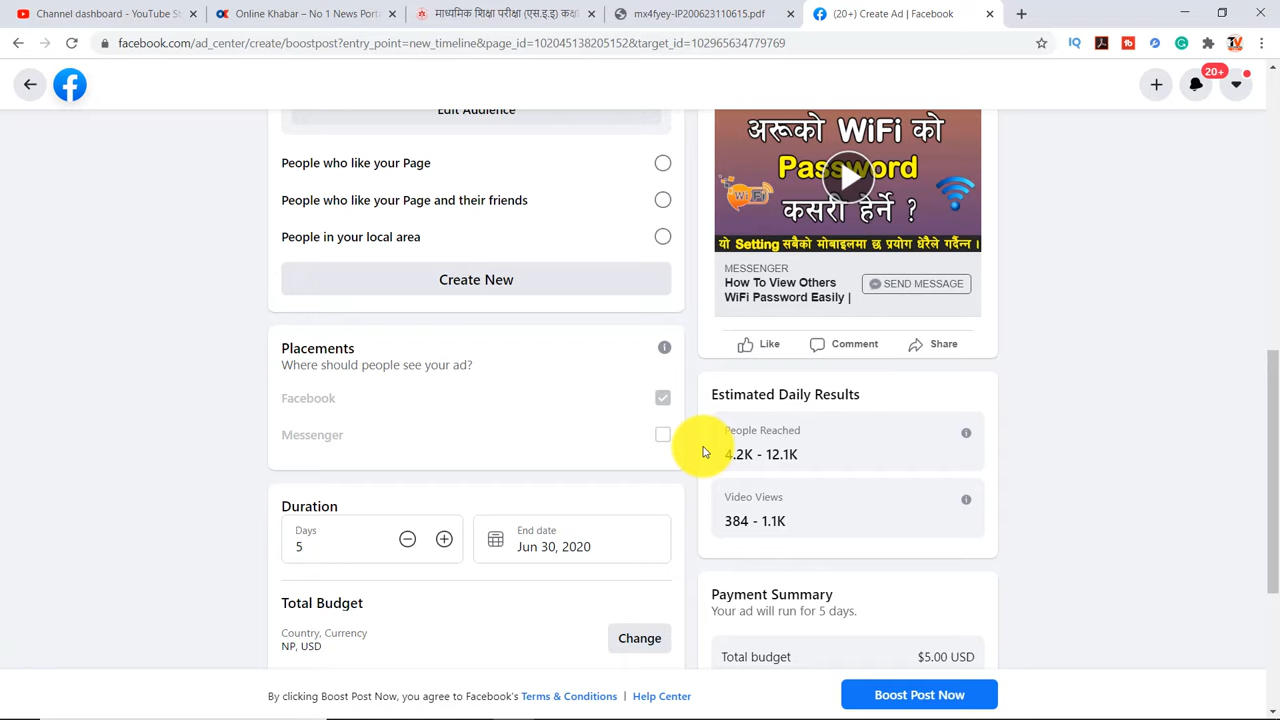 Channel dashboard - YouTube St
Online Khabar – No 1 News Porta
माध्यमिक शिक्षा परीक्षा (एस.इ.इ) कक्ष
mx4fyey-IP200623110615.pdf
(20+) Create Ad | Facebook
facebook.com/ad_center/create/boostpost?entry_point=new_timeline&page_id=102045138205152&target_id=102965634779769
20+
Edit Audience
People who like your Page
People who like your Page and their friends
People in your local area
Create New
Placements
Where should people see your ad?
Facebook
Messenger
Duration
Days
5
End date
Jun 30, 2020
Total Budget
Country, Currency
NP, USD
Change
अरूको WiFi को
Password
कसरी हेर्ने ?
WiFi
यो Setting सबैको मोबाइलमा छ प्रयोग धेरैले गर्दैनन ।
MESSENGER
How To View Others
WiFi Password Easily |
SEND MESSAGE
Like
Comment
Share
Estimated Daily Results
People Reached
4.2K - 12.1K
Video Views
384 - 1.1K
Payment Summary
Your ad will run for 5 days.
Total budget
$5.00 USD
By clicking Boost Post Now, you agree to Facebook's Terms & Conditions | Help Center
Boost Post Now